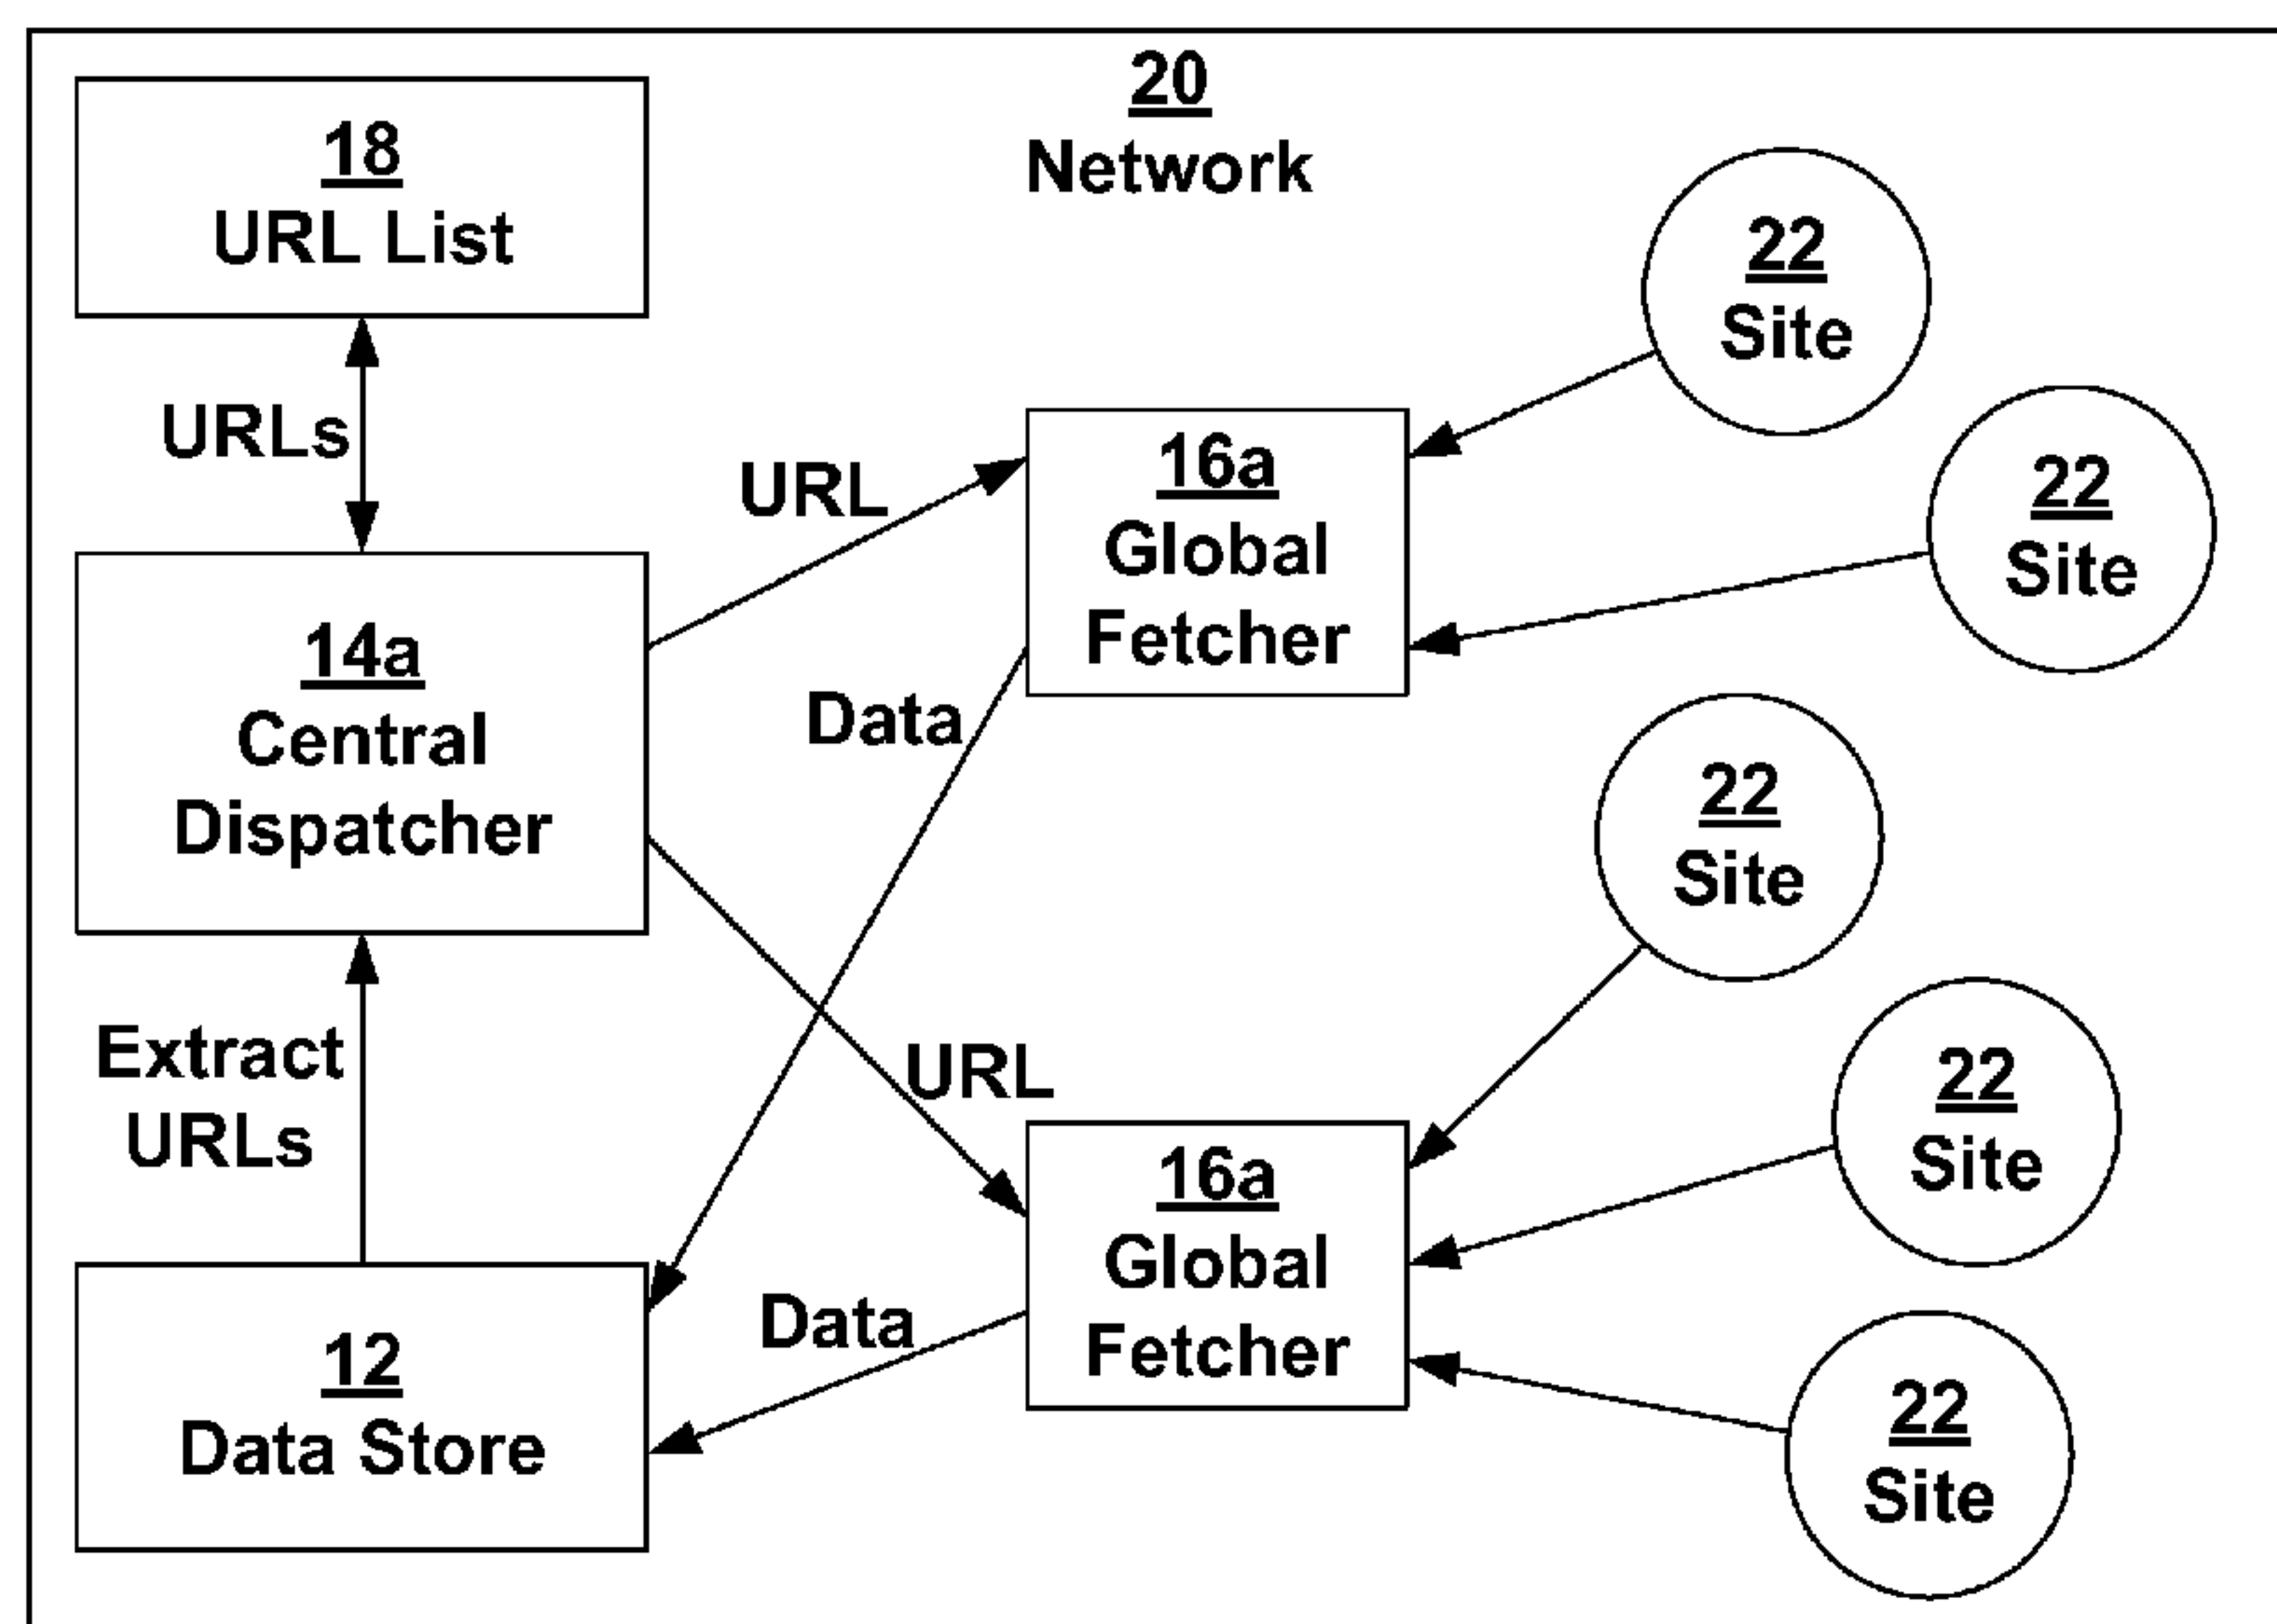 20
Network
18
URL List
22
Site
URLs
URL
16a
Global
Fetcher
22
Site
14a
Central
Dispatcher
Data
22
Site
Extract
URLs
URL
16a
Global
Fetcher
22
Site
12
Data Store
Data
22
Site